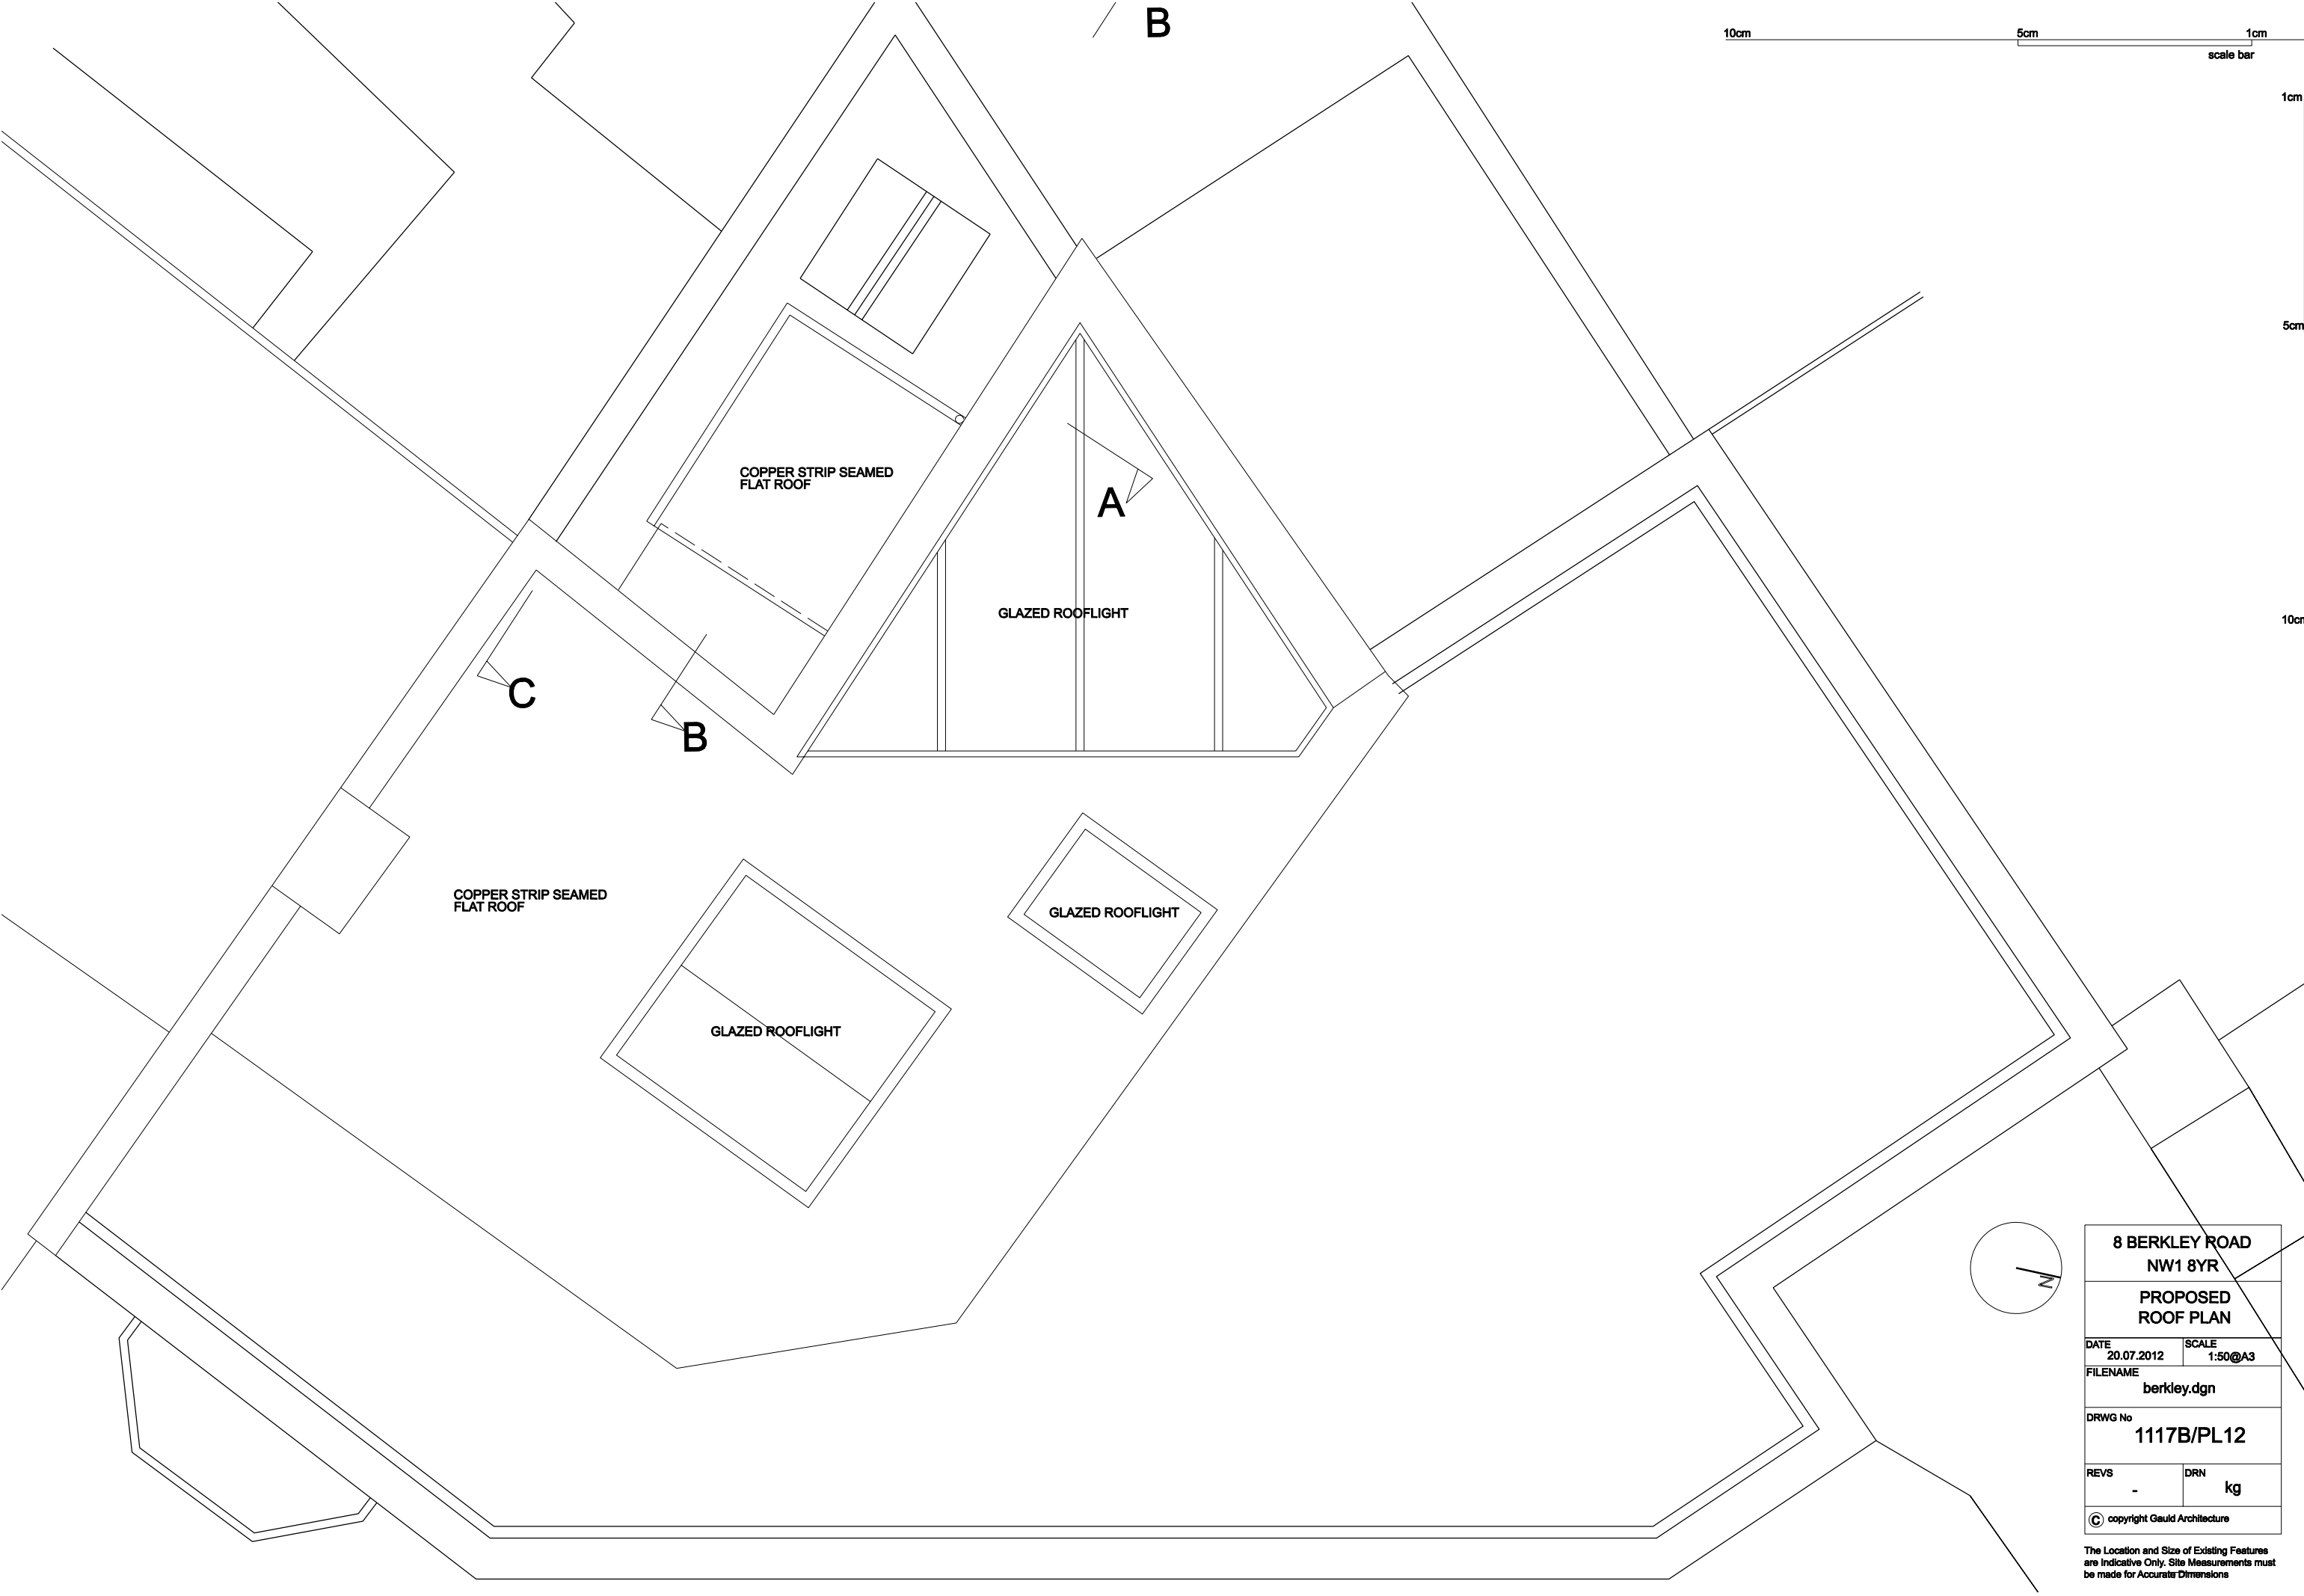 B
10cm
5cm
1cm
scale bar
1cm
5cm
COPPER STRIP SEAMED
FLAT ROOF
A
GLAZED ROOFLIGHT
C
B
COPPER STRIP SEAMED
FLAT ROOF
GLAZED ROOFLIGHT
GLAZED ROOFLIGHT
N
8 BERKLEY ROAD
NW1 8YR
PROPOSED
ROOF PLAN
DATE
20.07.2012
SCALE
1:50@A3
FILENAME
berkley.dgn
DRWG No
1117B/PL12
REVS
-
DRN
kg
© copyright Gauld Architecture
The Location and Size of Existing Features
are Indicative Only. Site Measurements must
be made for Accurate Dimensions